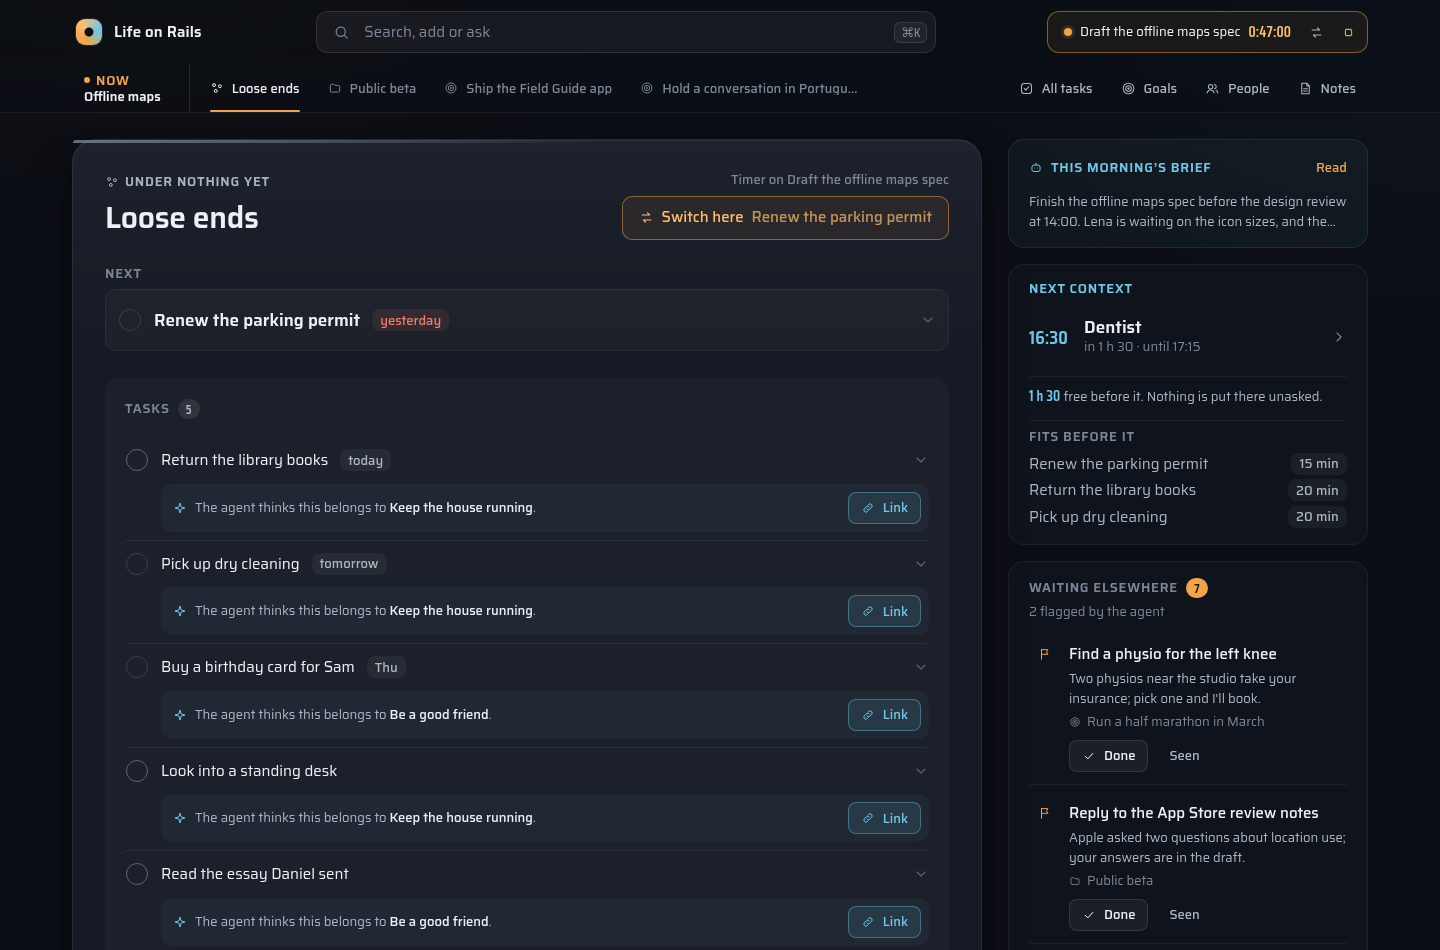 Life on Rails
Search, add or ask
⌘K
Draft the offline maps spec 0:47:00
NOW
Offline maps
Loose ends
Public beta
Ship the Field Guide app
Hold a conversation in Portugu...
All tasks
Goals
People
Notes
UNDER NOTHING YET
Loose ends
Timer on Draft the offline maps spec
Switch here Renew the parking permit
NEXT
Renew the parking permit yesterday
TASKS 5
Return the library books today
The agent thinks this belongs to Keep the house running.
Link
Pick up dry cleaning tomorrow
The agent thinks this belongs to Keep the house running.
Link
Buy a birthday card for Sam Thu
The agent thinks this belongs to Be a good friend.
Link
Look into a standing desk
The agent thinks this belongs to Keep the house running.
Link
Read the essay Daniel sent
The agent thinks this belongs to Be a good friend.
Link
THIS MORNING'S BRIEF
Read
Finish the offline maps spec before the design review
at 14:00. Lena is waiting on the icon sizes, and the...
NEXT CONTEXT
16:30
Dentist
in 1 h 30 · until 17:15
1 h 30 free before it. Nothing is put there unasked.
FITS BEFORE IT
Renew the parking permit 15 min
Return the library books 20 min
Pick up dry cleaning 20 min
WAITING ELSEWHERE 7
2 flagged by the agent
Find a physio for the left knee
Two physios near the studio take your
insurance; pick one and I'll book.
Run a half marathon in March
Done Seen
Reply to the App Store review notes
Apple asked two questions about location use;
your answers are in the draft.
Public beta
Done Seen